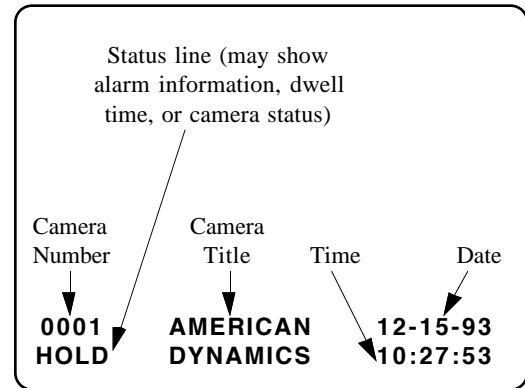 Status line (may show
alarm information, dwell
time, or camera status)
Camera Number
Camera Title
Time
Date
0001 AMERICAN 12-15-93
HOLD DYNAMICS 10:27:53